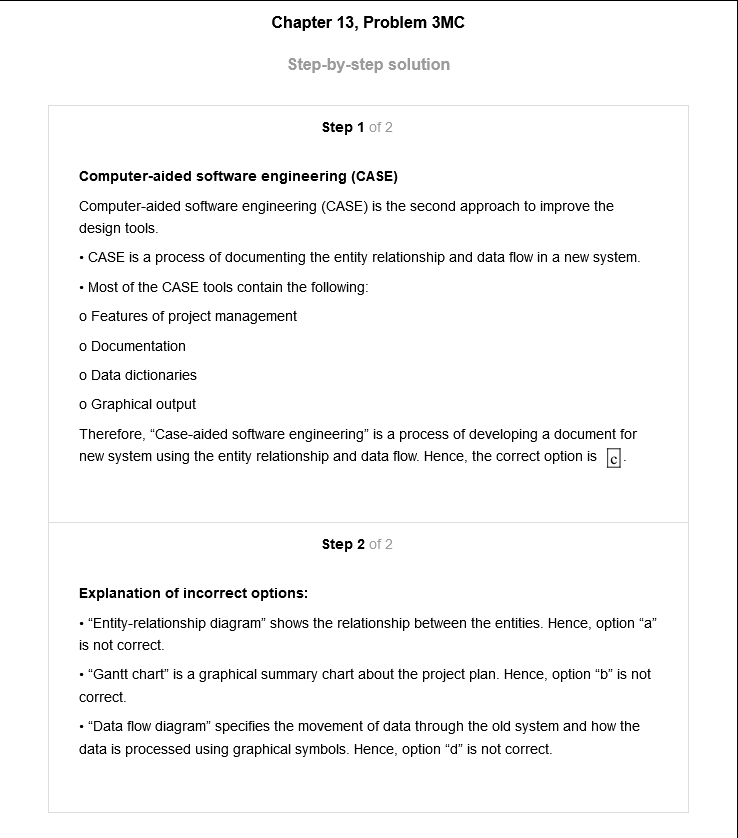 Chapter 13, Problem 3MC
Step-by-step solution
Step 1 of 2
Computer-aided software engineering (CASE)
Computer-aided software engineering (CASE) is the second approach to improve the
design tools.
• CASE is a process of documenting the entity relationship and data flow in a new system.
• Most of the CASE tools contain the following:
o Features of project management
o Documentation
o Data dictionaries
o Graphical output
Therefore, “Case-aided software engineering” is a process of developing a document for
new system using the entity relationship and data flow. Hence, the correct option is c.
Step 2 of 2
Explanation of incorrect options:
• “Entity-relationship diagram” shows the relationship between the entities. Hence, option “a”
is not correct.
• “Gantt chart” is a graphical summary chart about the project plan. Hence, option “b” is not
correct.
• “Data flow diagram” specifies the movement of data through the old system and how the
data is processed using graphical symbols. Hence, option “d” is not correct.